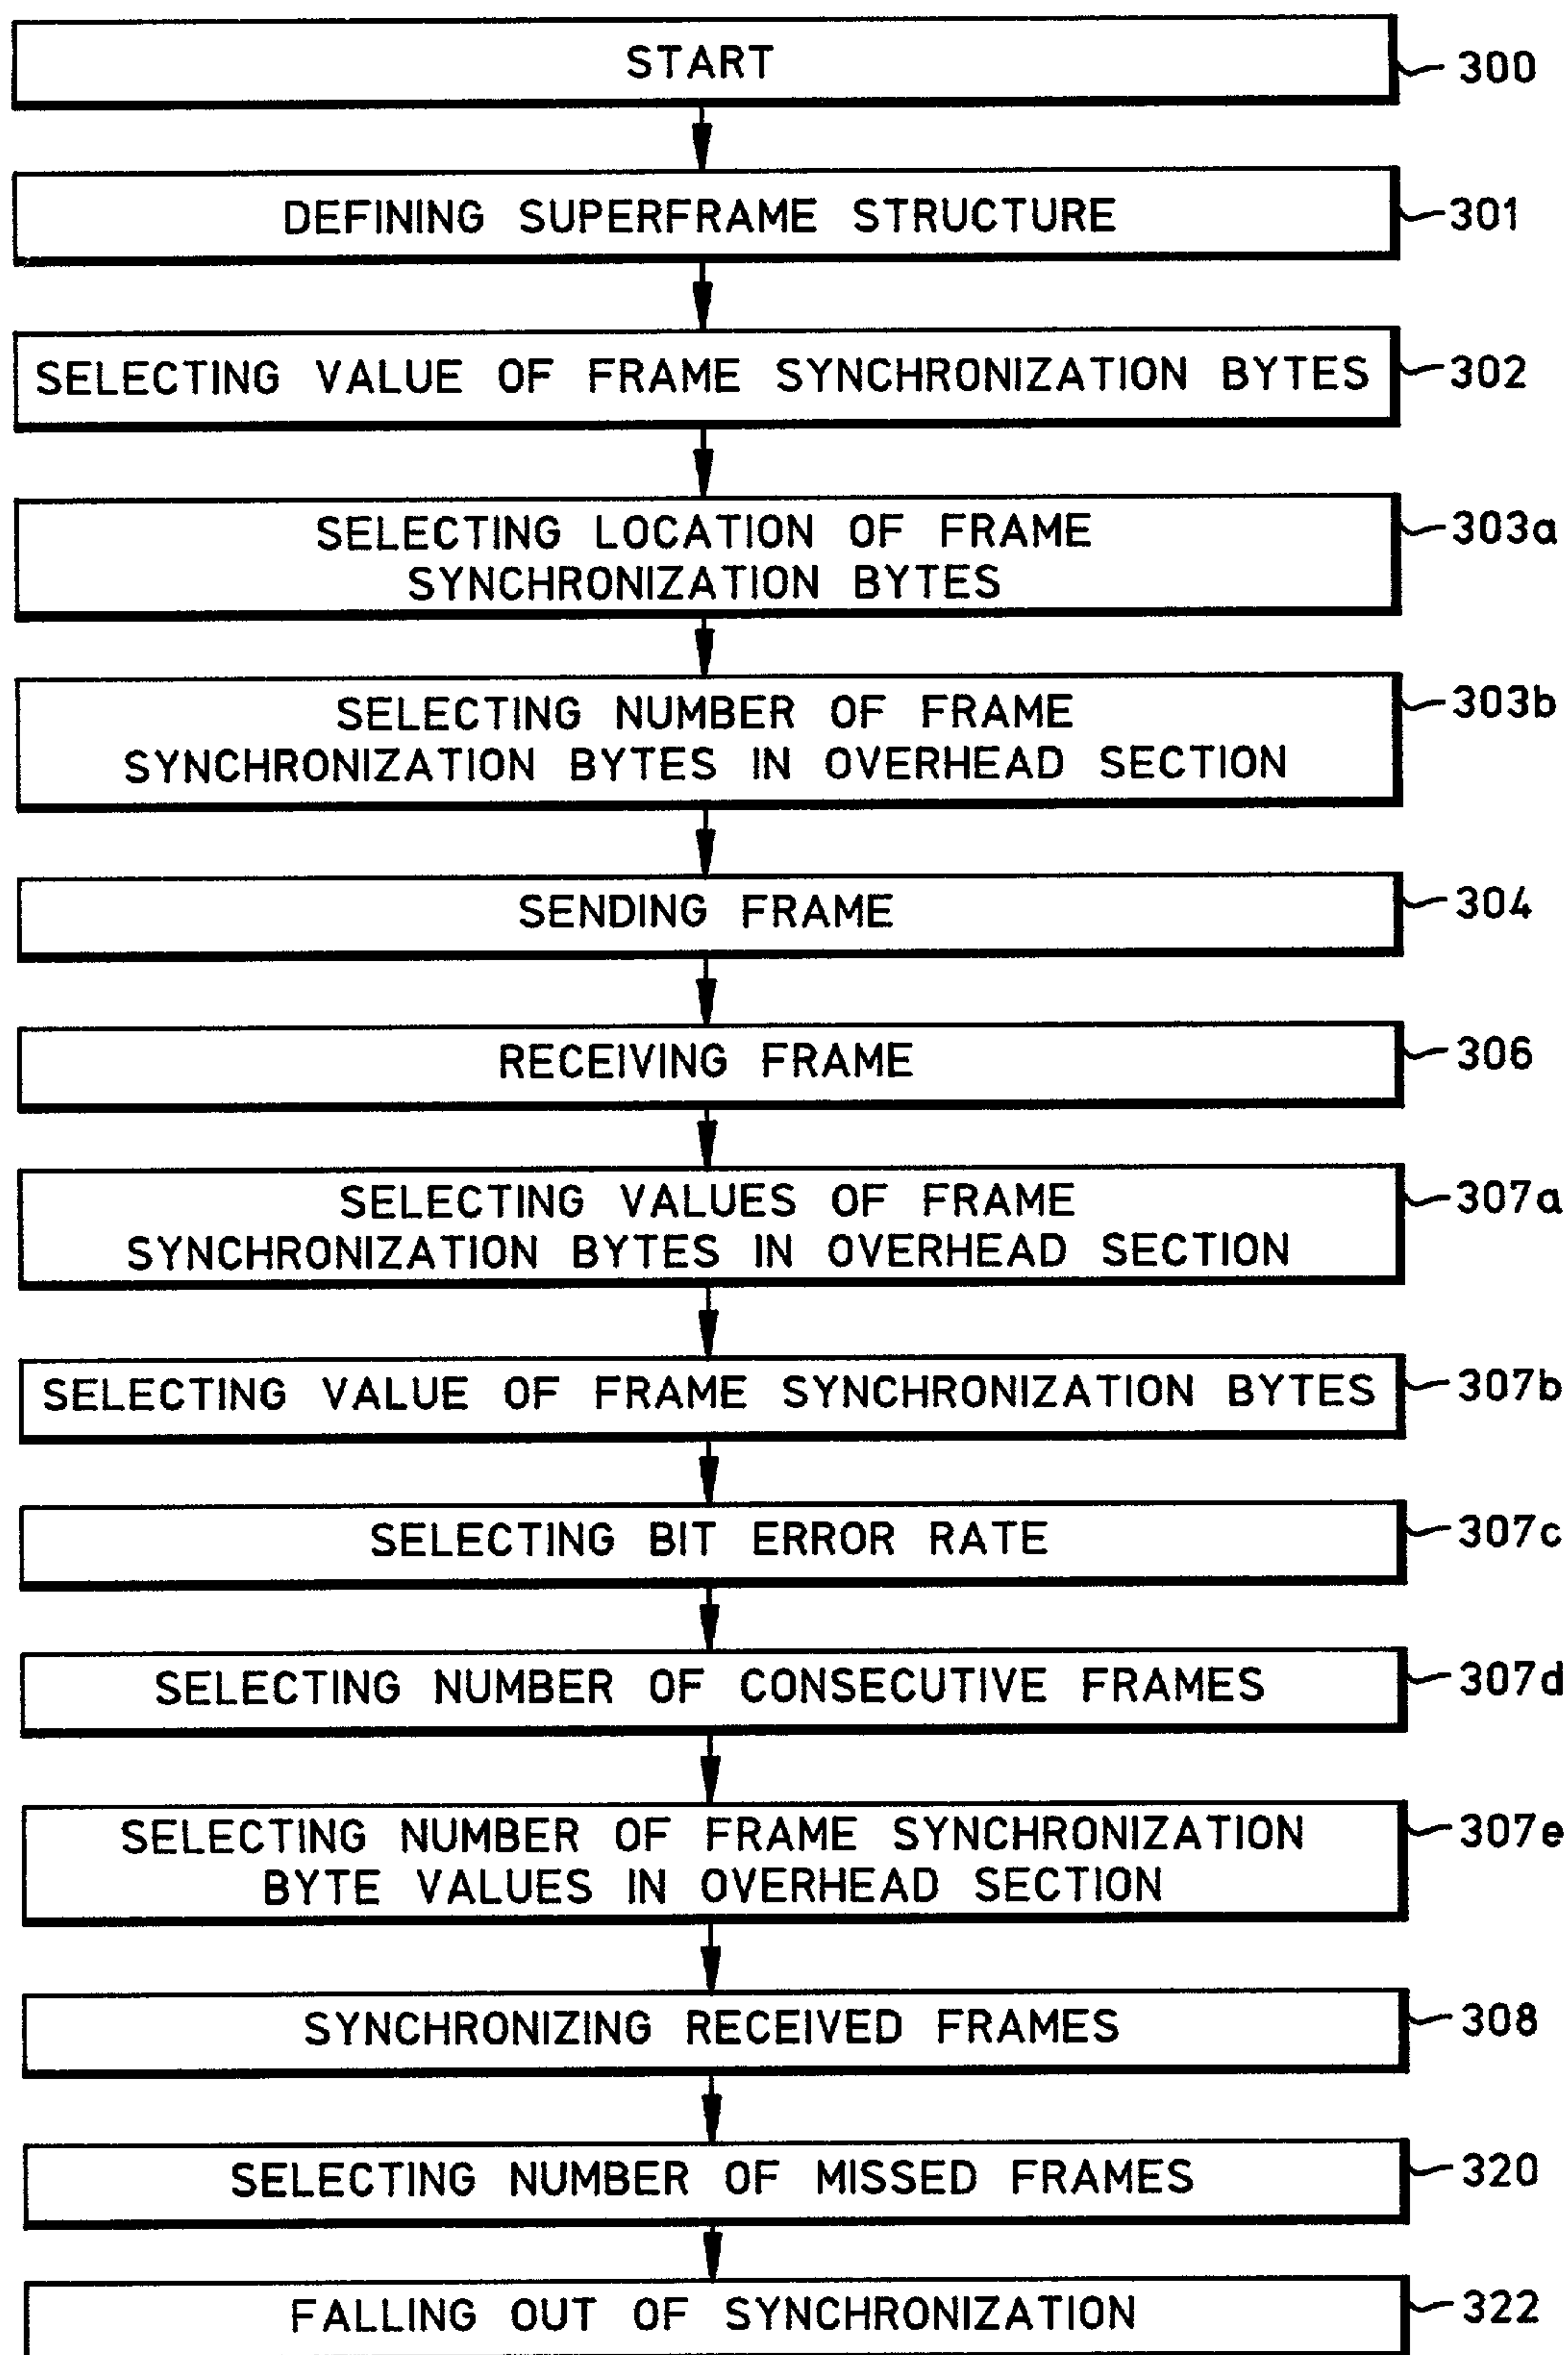 START
300
DEFINING SUPERFRAME STRUCTURE
301
SELECTING VALUE OF FRAME SYNCHRONIZATION BYTES
302
SELECTING LOCATION OF FRAME
SYNCHRONIZATION BYTES
303a
SELECTING NUMBER OF FRAME
SYNCHRONIZATION BYTES IN OVERHEAD SECTION
303b
SENDING FRAME
304
RECEIVING FRAME
306
SELECTING VALUES OF FRAME
SYNCHRONIZATION BYTES IN OVERHEAD SECTION
307a
SELECTING VALUE OF FRAME SYNCHRONIZATION BYTES
307b
SELECTING BIT ERROR RATE
307c
SELECTING NUMBER OF CONSECUTIVE FRAMES
307d
SELECTING NUMBER OF FRAME SYNCHRONIZATION
BYTE VALUES IN OVERHEAD SECTION
307e
SYNCHRONIZING RECEIVED FRAMES
308
SELECTING NUMBER OF MISSED FRAMES
320
FALLING OUT OF SYNCHRONIZATION
322